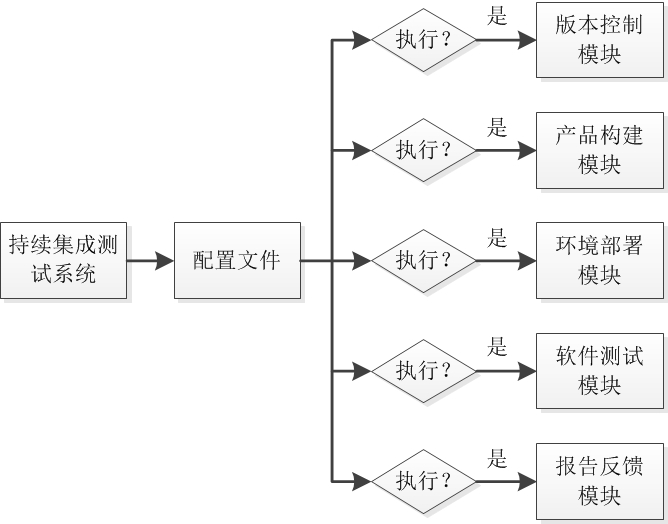 是
执行？
版本控制
模块
是
执行？
产品构建
模块
持续集成测
试系统
配置文件
是
执行？
环境部署
模块
是
执行？
软件测试
模块
是
执行？
报告反馈
模块